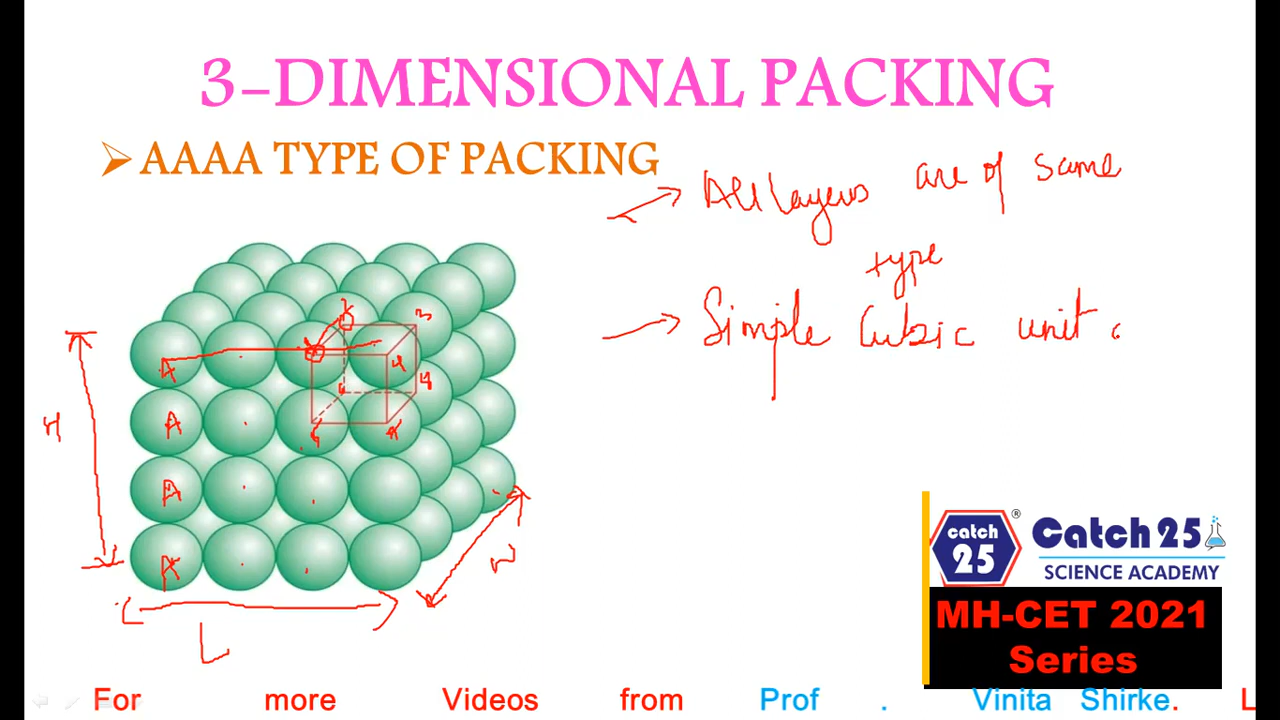 3-DIMENSIONAL PACKING
➢AAAA TYPE OF PACKING
→ All layers are of same
type
→ Simple Cubic unit c
A
A
A
A
H
L
W
catch
25
®
Catch 25
SCIENCE ACADEMY
MH-CET 2021
Series
For more Videos from Prof . Vinita Shirke. L